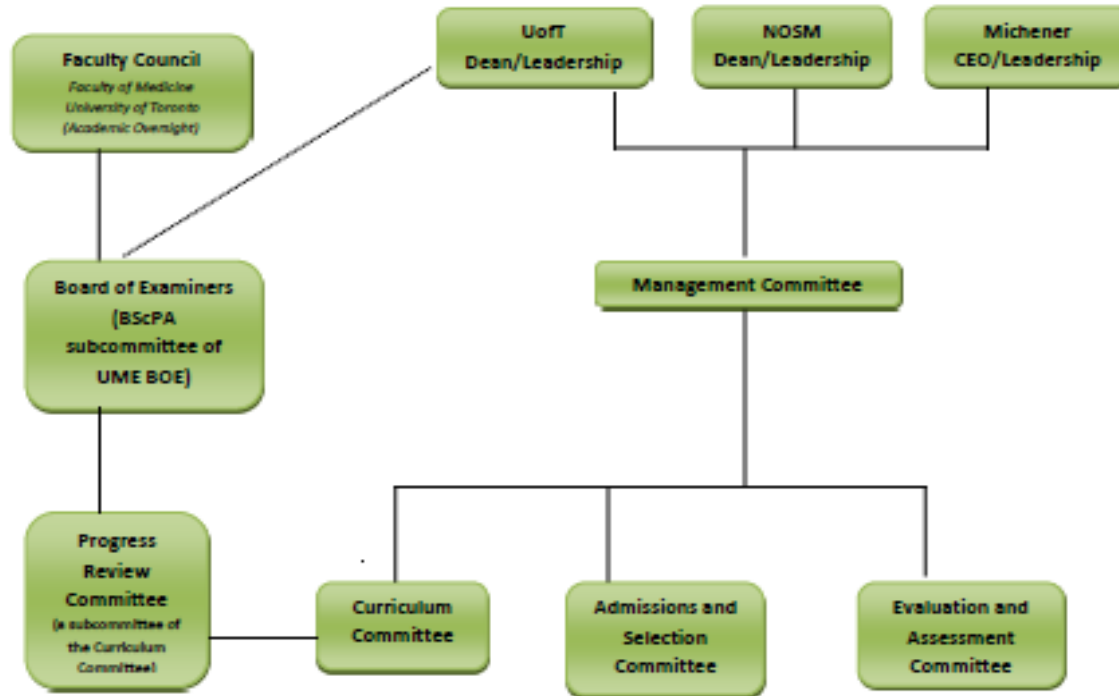 Faculty Council
Faculty of Medicine
University of Toronto
(Academic Oversight)
UofT
Dean/Leadership
NOSM
Dean/Leadership
Michener
CEO/Leadership
Board of Examiners
(BScPA
subcommittee of
UME BOE)
Management Committee
Progress
Review
Committee
(a subcommittee of
the Curriculum
Committee)
Curriculum
Committee
Admissions and
Selection
Committee
Evaluation and
Assessment
Committee